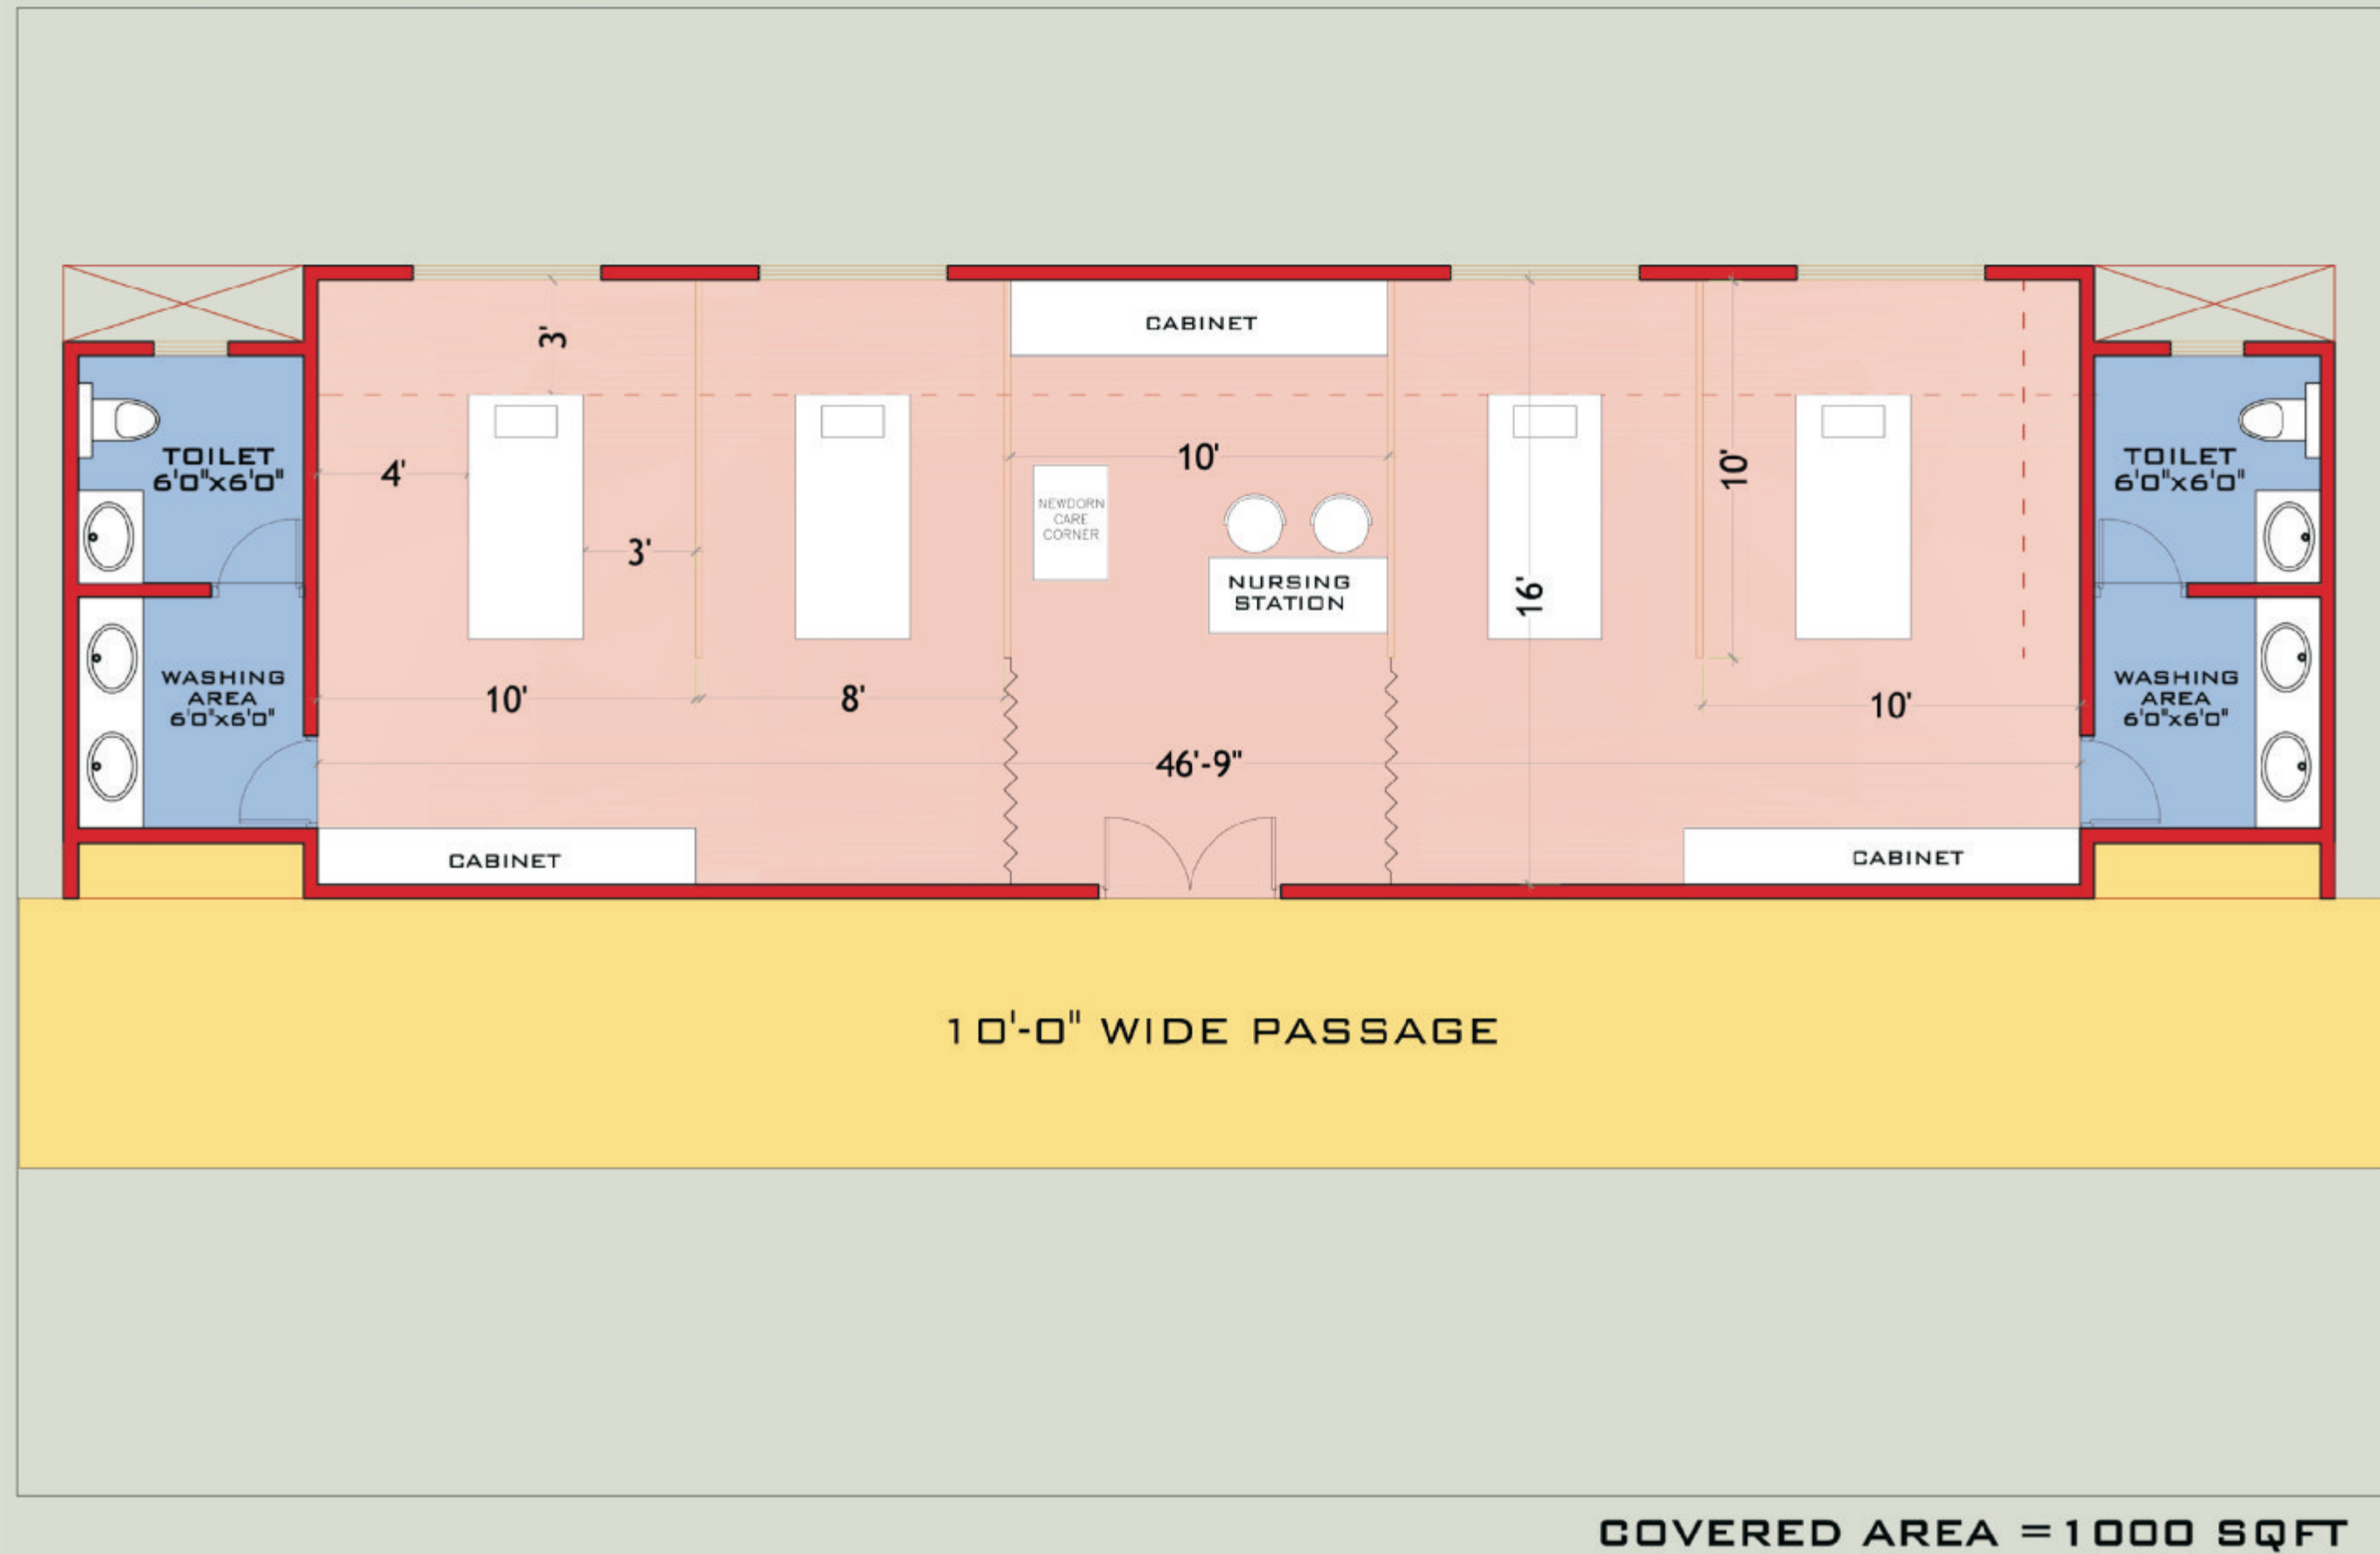 CABINET
3'
TOILET
6'0"x6'0"
4'
10'
NEWDORN
CARE
CORNER
3'
NURSING
STATION
16'
10'
TOILET
6'0"x6'0"
WASHING
AREA
6'0"x6'0"
10'
8'
46'-9"
10'
WASHING
AREA
6'0"x6'0"
CABINET
CABINET
10'-0" WIDE PASSAGE
COVERED AREA =1000 SQFT